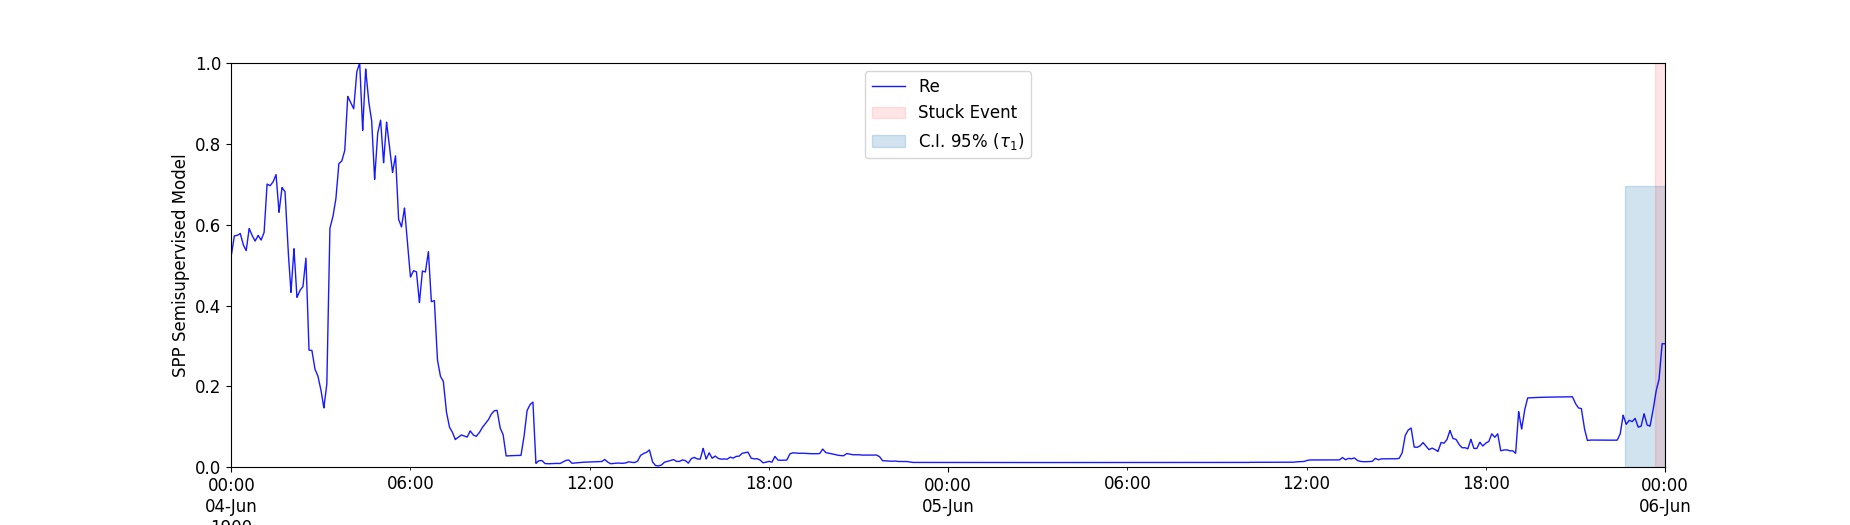 1.0
0.8
0.6
0.4
0.2
0.0
SPP Semisupervised Model
Re
Stuck Event
C.I. 95% (τ₁)
00:00 06:00 12:00 18:00 00:00 06:00 12:00 18:00 00:00
04-Jun 05-Jun 06-Jun
1900